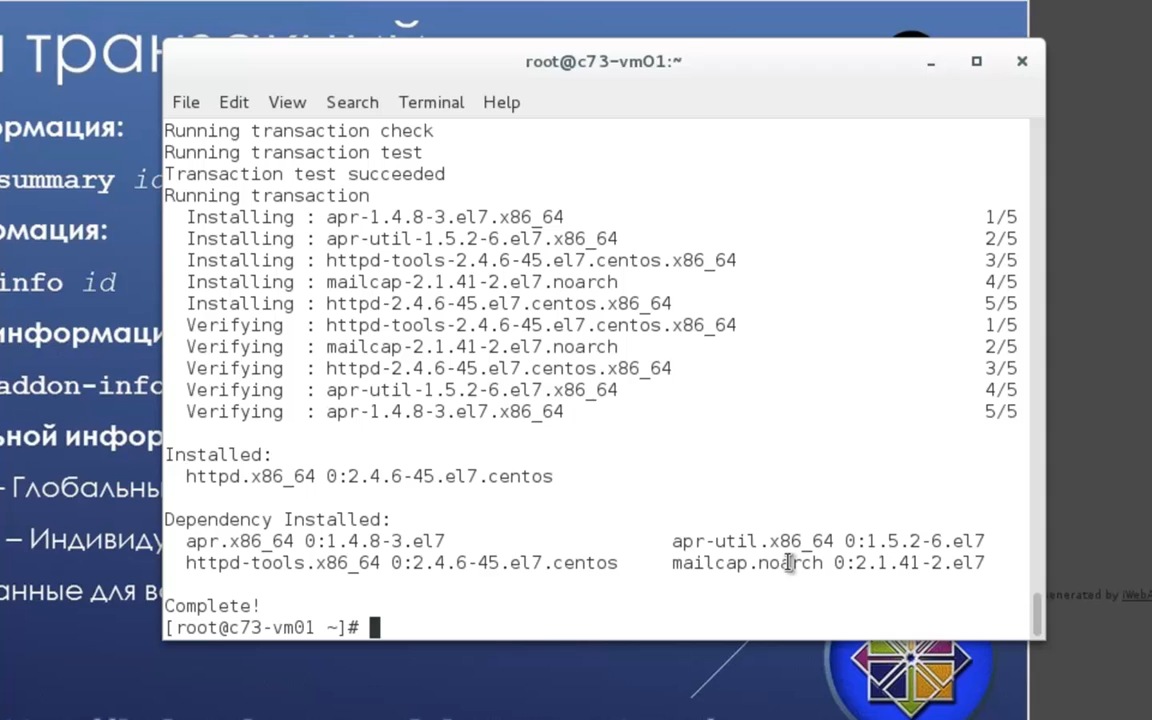 root@c73-vm01:~
File Edit View Search Terminal Help
Running transaction check
Running transaction test
Transaction test succeeded
Running transaction
Installing : apr-1.4.8-3.el7.x86_64 1/5
Installing : apr-util-1.5.2-6.el7.x86_64 2/5
Installing : httpd-tools-2.4.6-45.el7.centos.x86_64 3/5
Installing : mailcap-2.1.41-2.el7.noarch 4/5
Installing : httpd-2.4.6-45.el7.centos.x86_64 5/5
Verifying : httpd-tools-2.4.6-45.el7.centos.x86_64 1/5
Verifying : mailcap-2.1.41-2.el7.noarch 2/5
Verifying : httpd-2.4.6-45.el7.centos.x86_64 3/5
Verifying : apr-util-1.5.2-6.el7.x86_64 4/5
Verifying : apr-1.4.8-3.el7.x86_64 5/5
Installed:
httpd.x86_64 0:2.4.6-45.el7.centos
Dependency Installed:
apr.x86_64 0:1.4.8-3.el7 apr-util.x86_64 0:1.5.2-6.el7
httpd-tools.x86_64 0:2.4.6-45.el7.centos mailcap.noarch 0:2.1.41-2.el7
Complete!
[root@c73-vm01 ~]#
ормация:
summary id
рмация:
info id
информаци
addon-info
ьной инфор
– Глобальны
– Индивиду
анные для в
enerated by iWebA